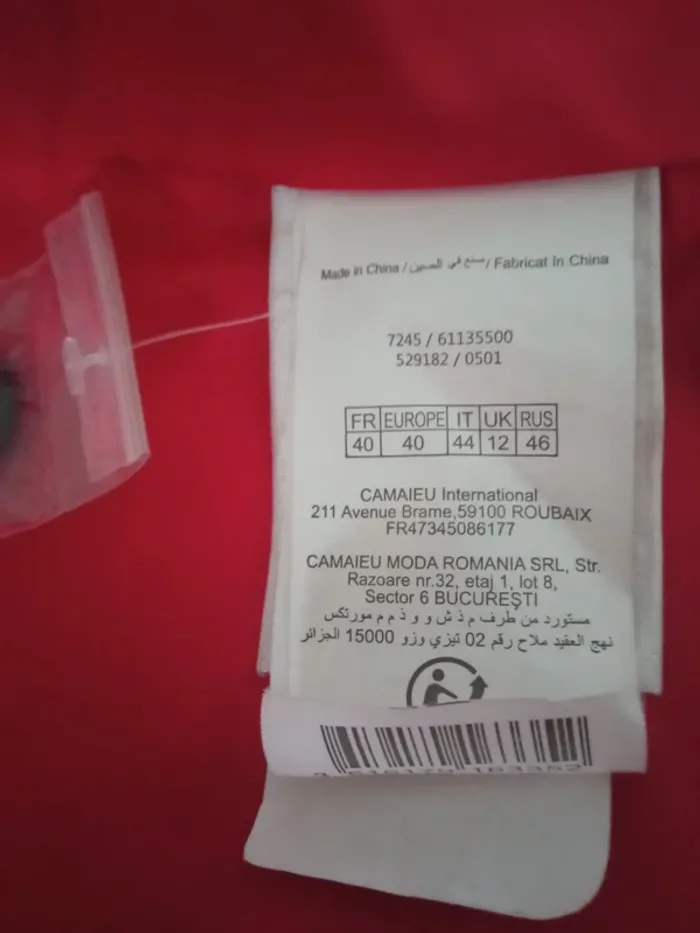 Made in China / صنع في الصين / Fabricat In China
7245 / 61135500
529182 / 0501
FR EUROPE IT UK RUS
40 40 44 12 46
CAMAIEU International
211 Avenue Brame,59100 ROUBAIX
FR47345086177
CAMAIEU MODA ROMANIA SRL, Str.
Razoare nr.32, etaj 1, lot 8,
Sector 6 BUCUREŞTI
مستورد من طرف م ذ ش و و ذ م م مورتكس
نهج العقيد ملاح رقم 02 تيزي وزو 15000 الجزائر